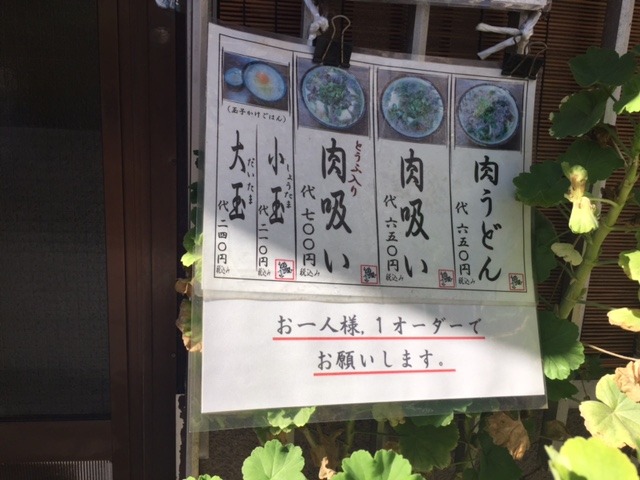 肉うどん
代 六五〇円 税込み
肉吸い
代 六五〇円 税込み
とうふ入り
肉吸い
代 七〇〇円 税込み
(玉子かけごはん)
小玉
しょうたま
代 二一〇円 税込み
大玉
だいたま
代 二四〇円 税込み
お一人様，1オーダーで
お願いします。